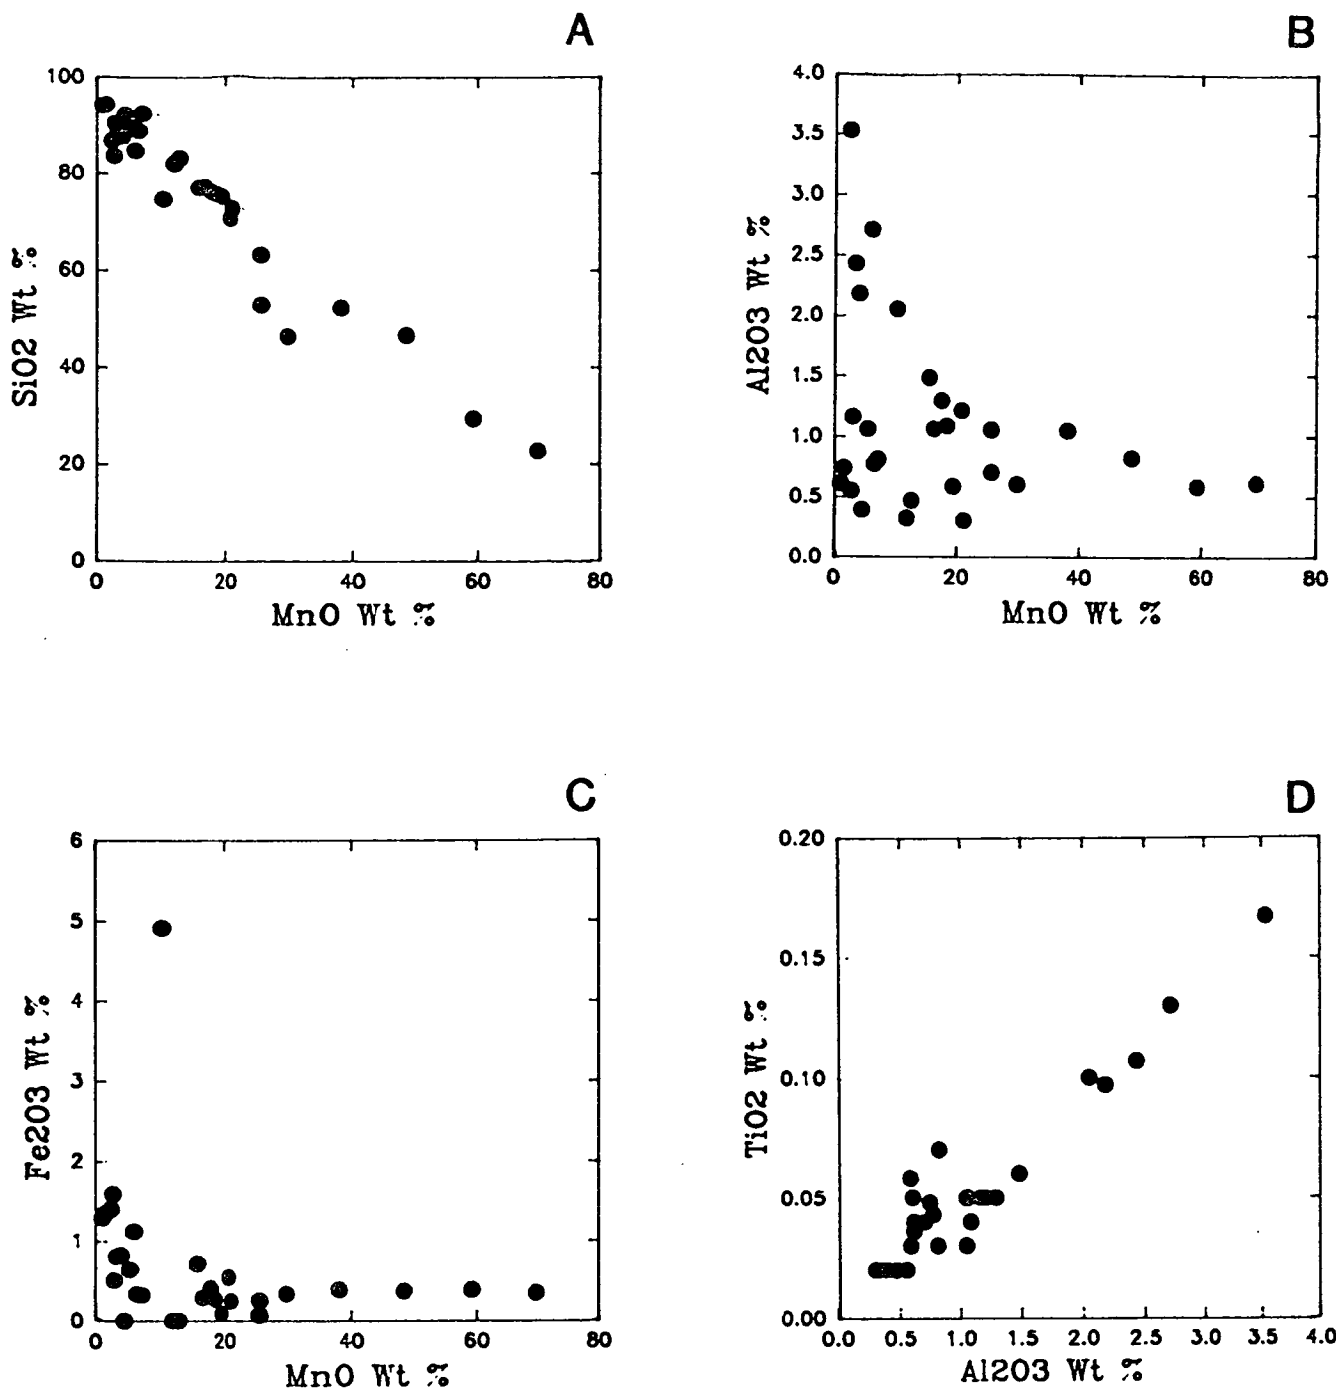 A
100
80
60
40
20
0
SiO2 Wt %
0 20 40 60 80
MnO Wt %
B
4.0
3.5
3.0
2.5
2.0
1.5
1.0
0.5
0.0
Al2O3 Wt %
0 20 40 60 80
MnO Wt %
C
6
5
4
3
2
1
0
Fe2O3 Wt %
0 20 40 60 80
MnO Wt %
D
0.20
0.15
0.10
0.05
0.00
TiO2 Wt %
0.0 0.5 1.0 1.5 2.0 2.5 3.0 3.5 4.0
Al2O3 Wt %